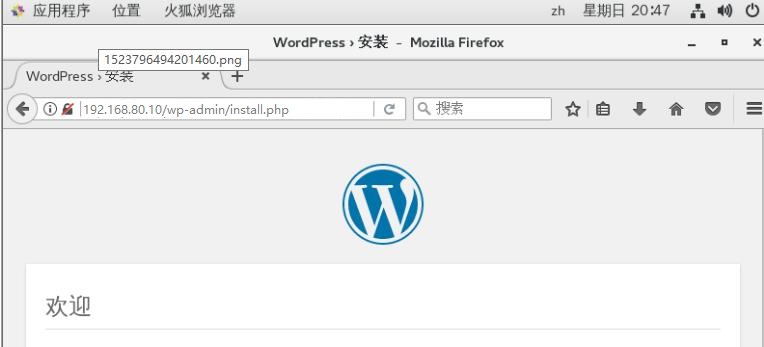 应用程序 位置 火狐浏览器 zh 星期日 20:47
WordPress › 安装 - Mozilla Firefox
1523796494201460.png
WordPress › 安装
192.168.80.10/wp-admin/install.php 搜索
W
欢迎